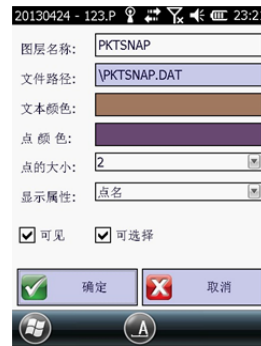 20130424 - 123.P 23:2
图层名称: PKTSNAP
文件路径: \PKTSNAP.DAT
文本颜色:
点 颜 色:
点的大小: 2
显示属性: 点名
可见 可选择
确定 取消
A